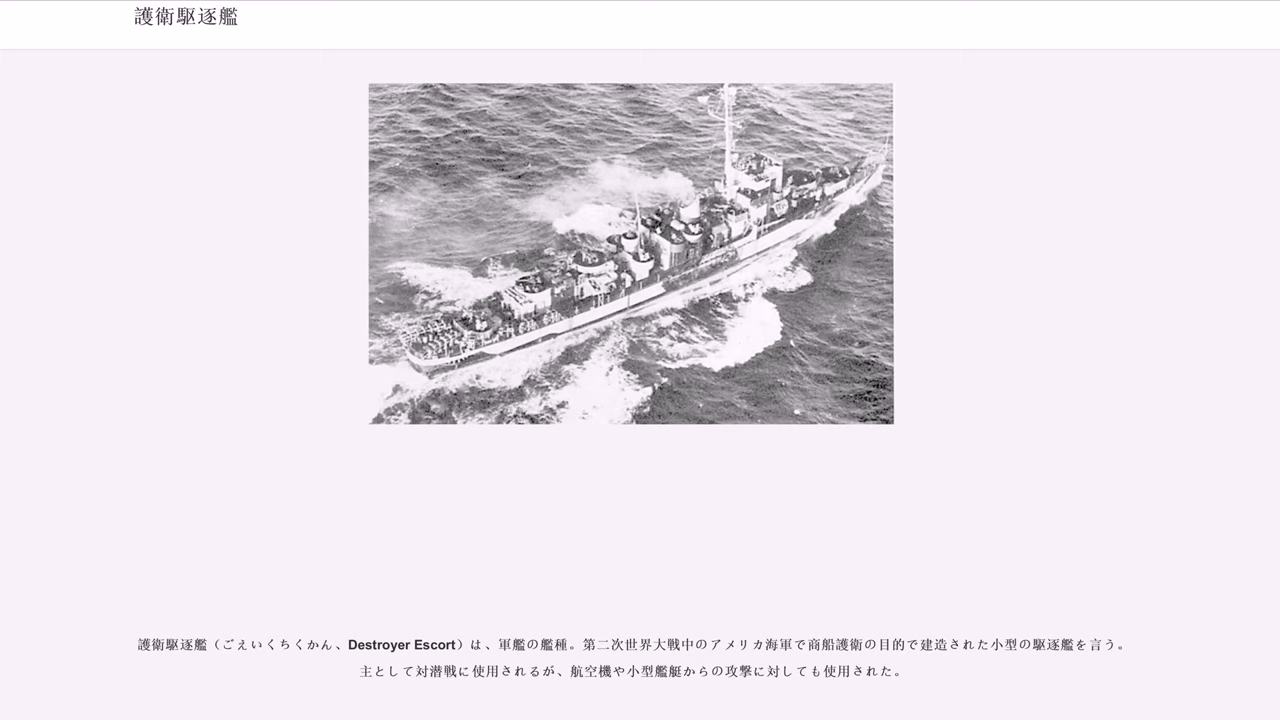 護衛駆逐艦
護衛駆逐艦（ごえいくちくかん、Destroyer Escort）は、軍艦の艦種。第二次世界大戦中のアメリカ海軍で商船護衛の目的で建造された小型の駆逐艦を言う。
主として対潜戦に使用されるが、航空機や小型艦艇からの攻撃に対しても使用された。